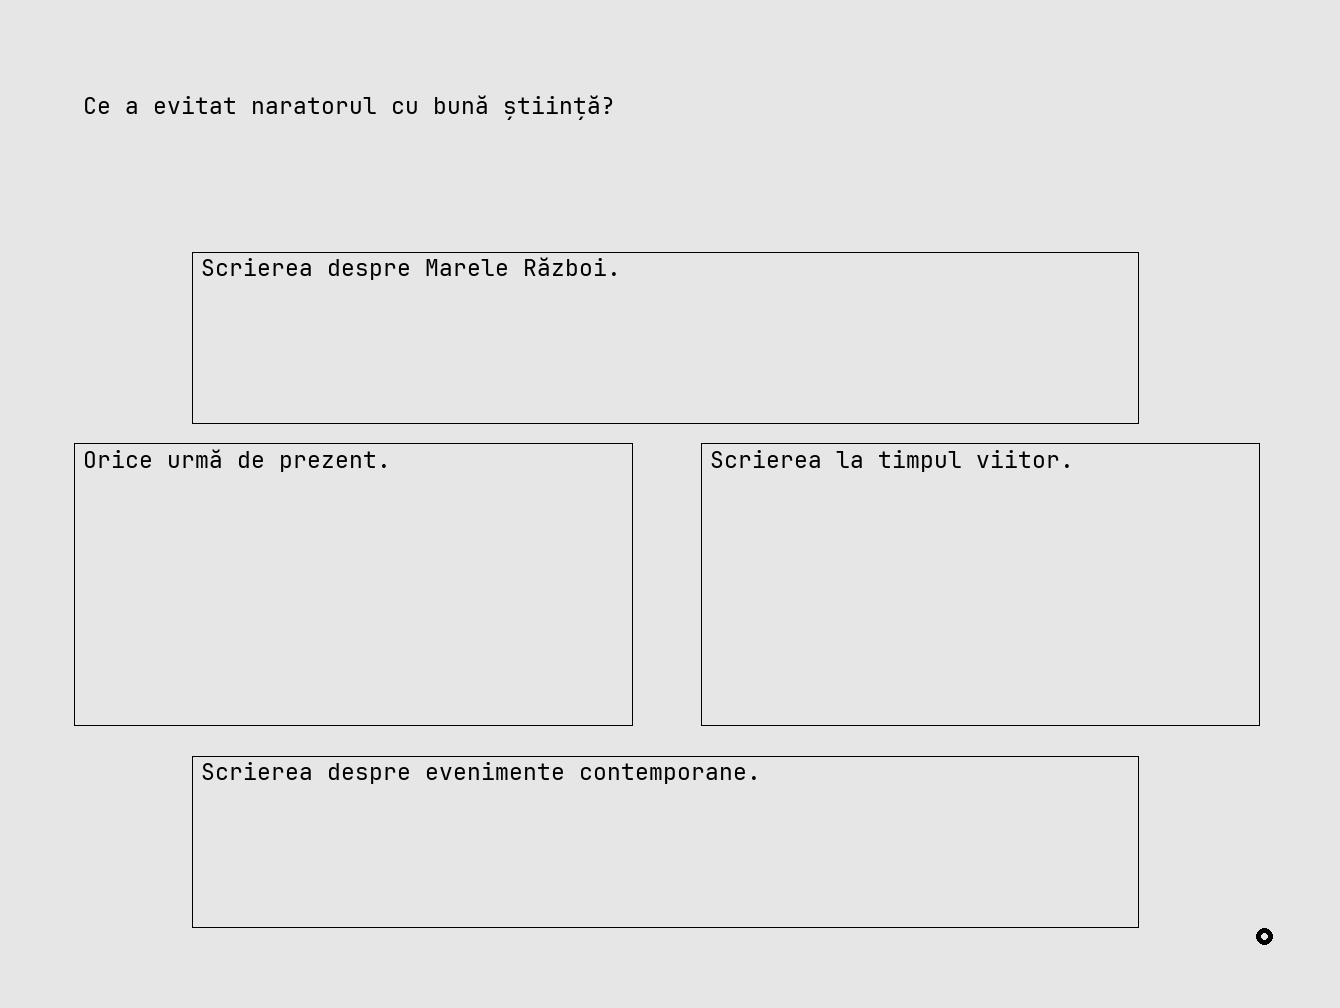 Ce a evitat naratorul cu bună știință?
Scrierea despre Marele Război.
Orice urmă de prezent.
Scrierea la timpul viitor.
Scrierea despre evenimente contemporane.